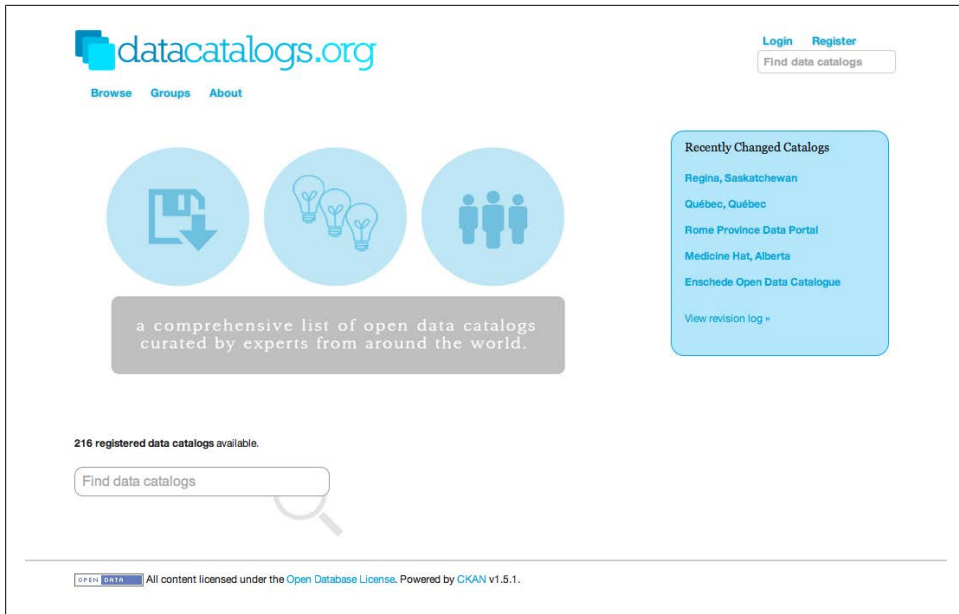 datacatalogs.org
Login Register
Find data catalogs
Browse Groups About
Recently Changed Catalogs
Regina, Saskatchewan
Québec, Québec
Rome Province Data Portal
Medicine Hat, Alberta
Enschede Open Data Catalogue
View revision log »
a comprehensive list of open data catalogs
curated by experts from around the world.
216 registered data catalogs available.
Find data catalogs
OPEN DATA All content licensed under the Open Database License. Powered by CKAN v1.5.1.